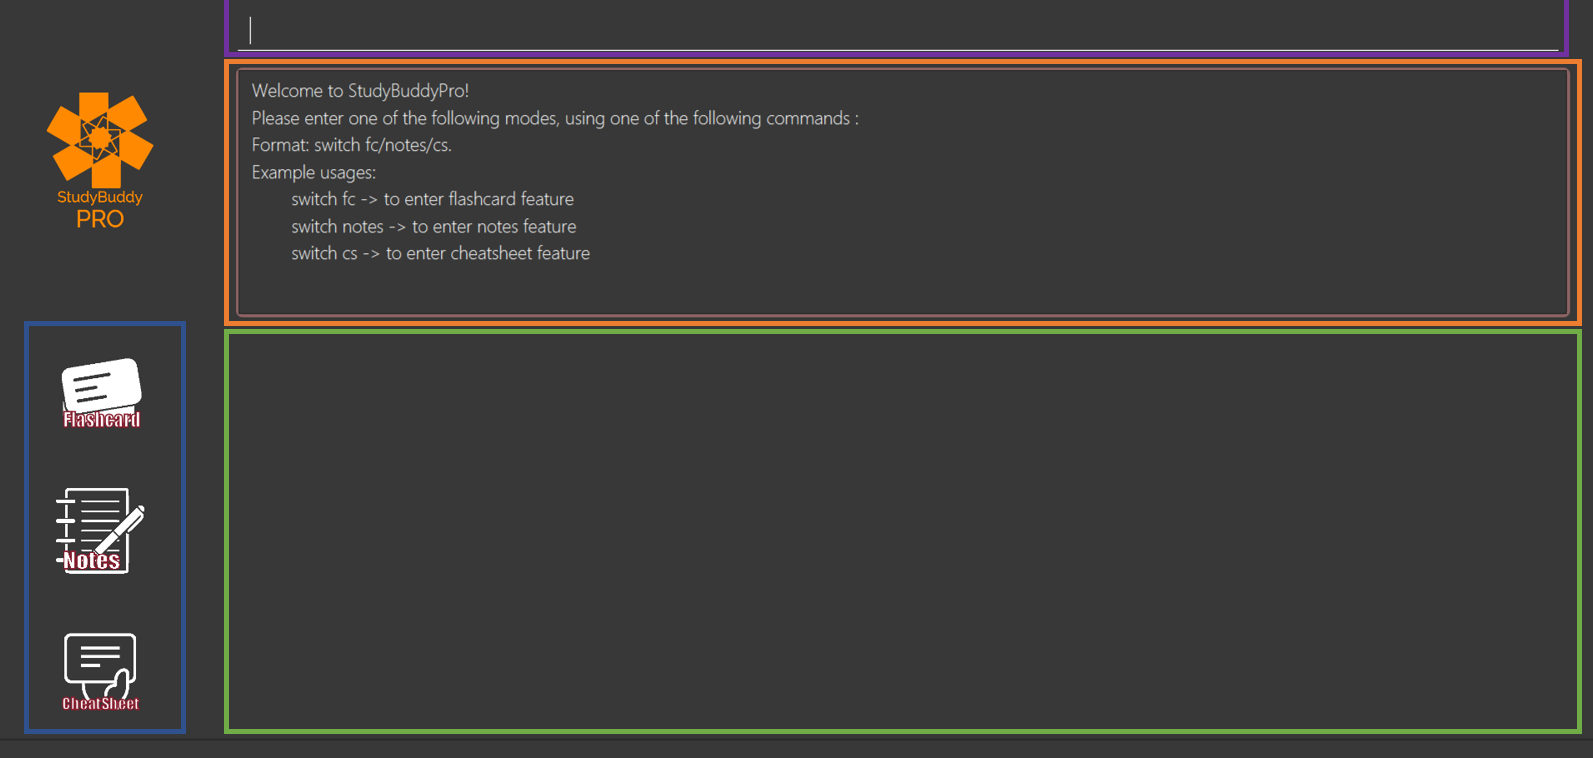 Welcome to StudyBuddyPro!
Please enter one of the following modes, using one of the following commands :
Format: switch fc/notes/cs.
Example usages:
switch fc -> to enter flashcard feature
switch notes -> to enter notes feature
switch cs -> to enter cheatsheet feature
StudyBuddy
PRO
Flashcard
Notes
CheatSheet